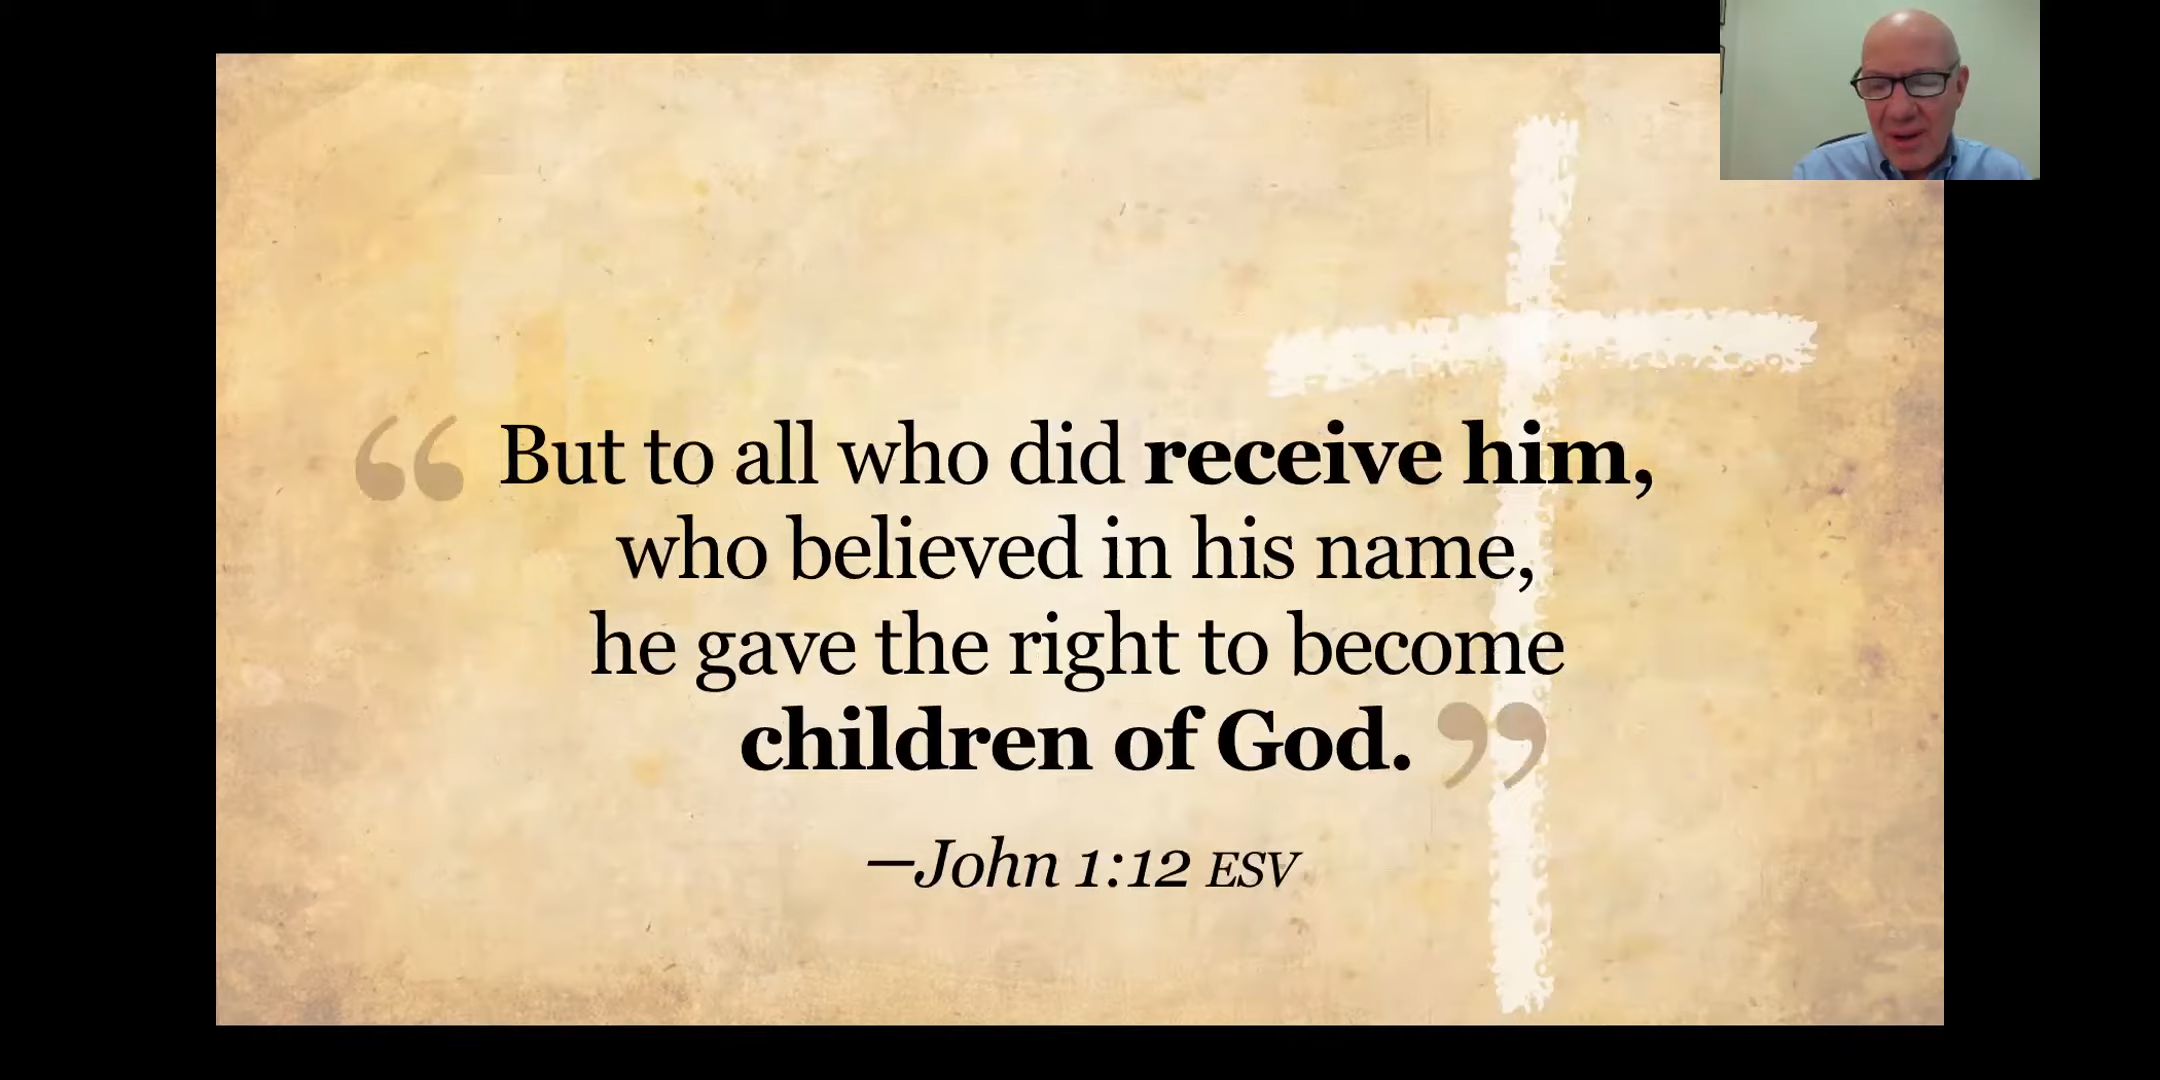 “But to all who did receive him,
who believed in his name,
he gave the right to become
children of God.”
—John 1:12 ESV